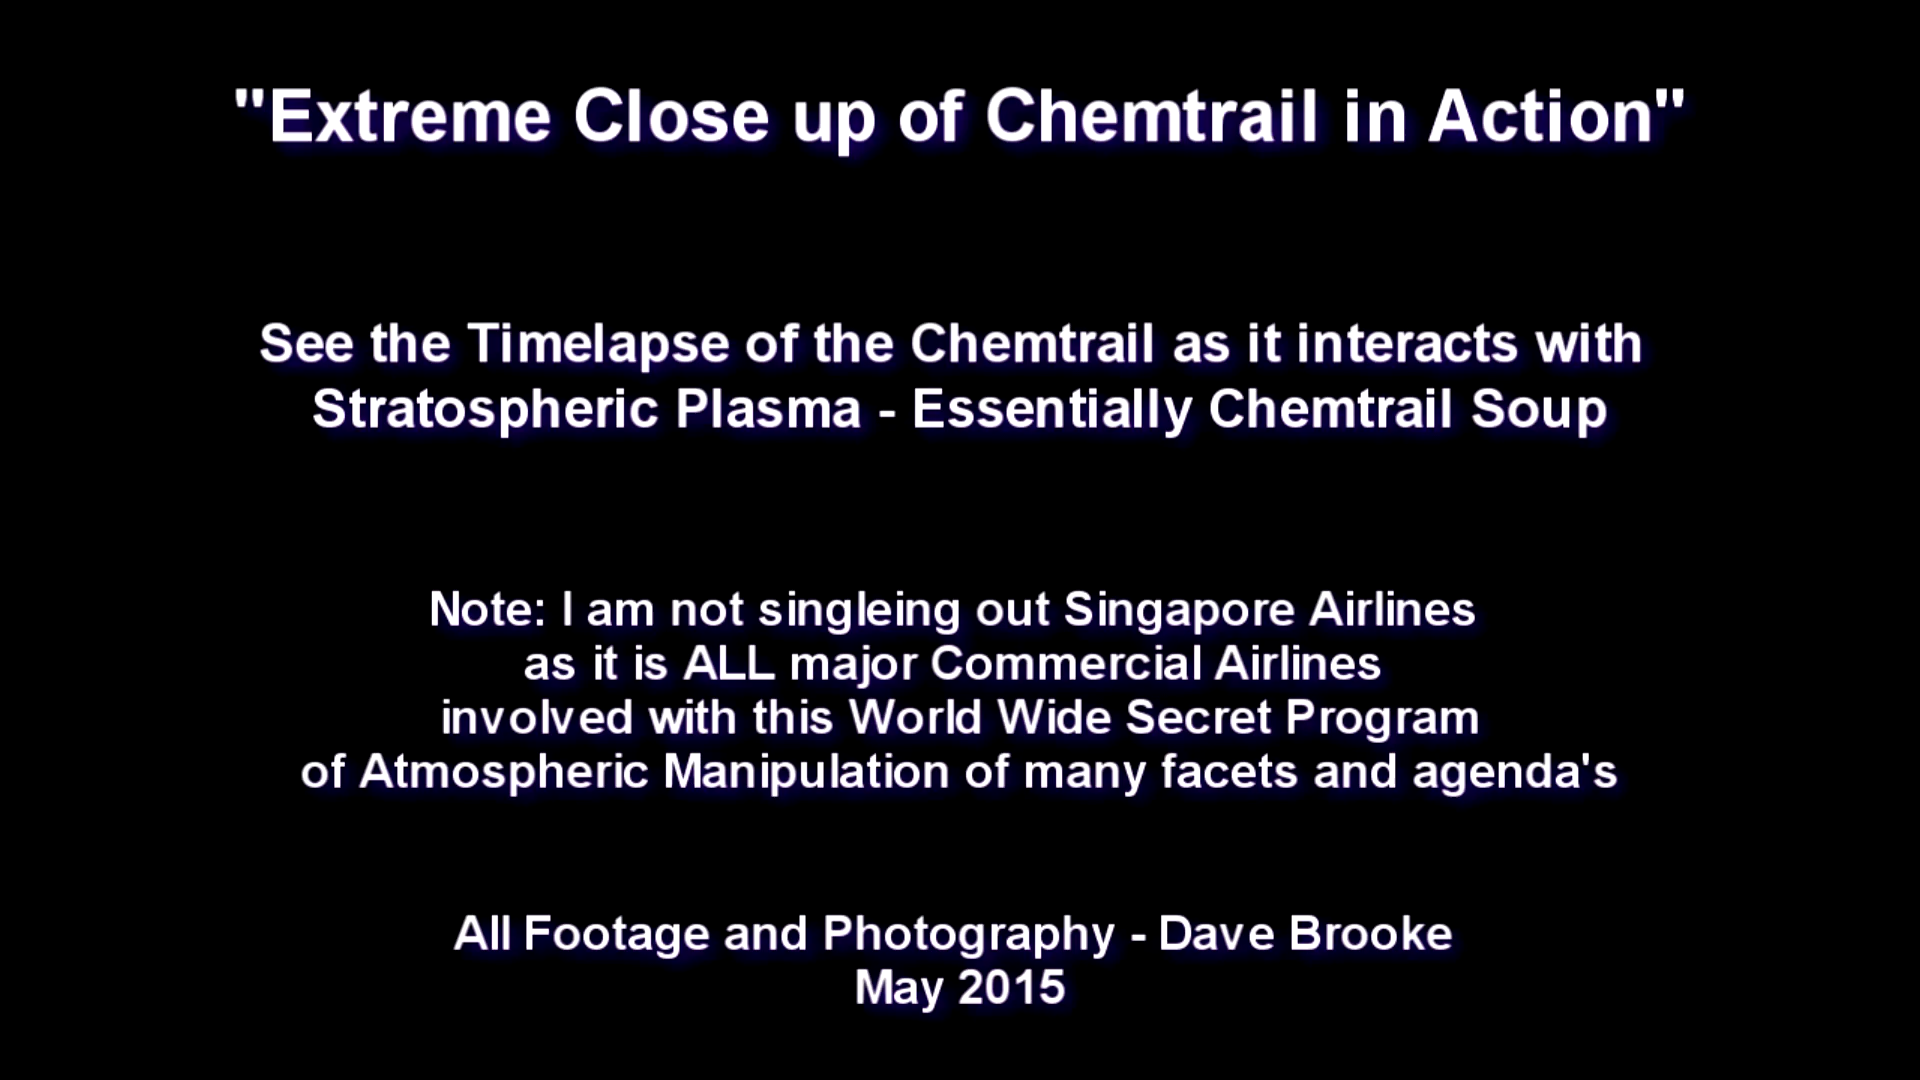 "Extreme Close up of Chemtrail in Action"
See the Timelapse of the Chemtrail as it interacts with
Stratospheric Plasma - Essentially Chemtrail Soup
Note: I am not singleing out Singapore Airlines
as it is ALL major Commercial Airlines
involved with this World Wide Secret Program
of Atmospheric Manipulation of many facets and agenda's
All Footage and Photography - Dave Brooke
May 2015